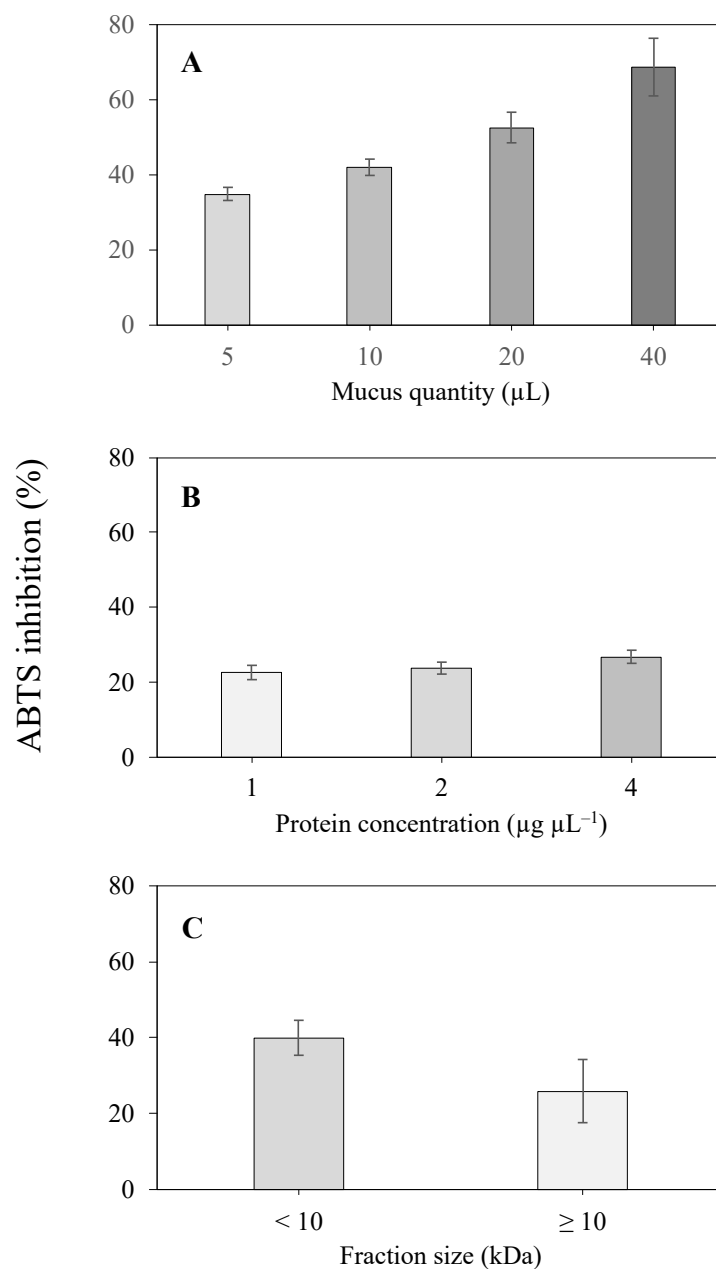 ABTS inhibition (%)
A
80
60
40
20
0
5 10 20 40
Mucus quantity (µL)
B
80
60
40
20
0
1 2 4
Protein concentration (µg µL⁻¹)
C
80
60
40
20
0
< 10 ≥ 10
Fraction size (kDa)